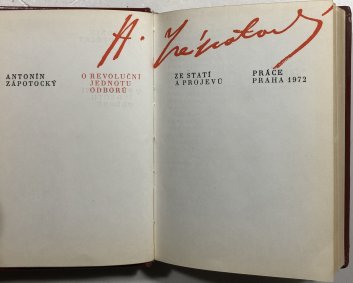 A. Zápotocký
ANTONÍN
ZÁPOTOCKÝ
O REVOLUČNÍ
JEDNOTU
ODBORŮ
ZE STATÍ
A PROJEVŮ
PRÁCE
PRAHA 1972